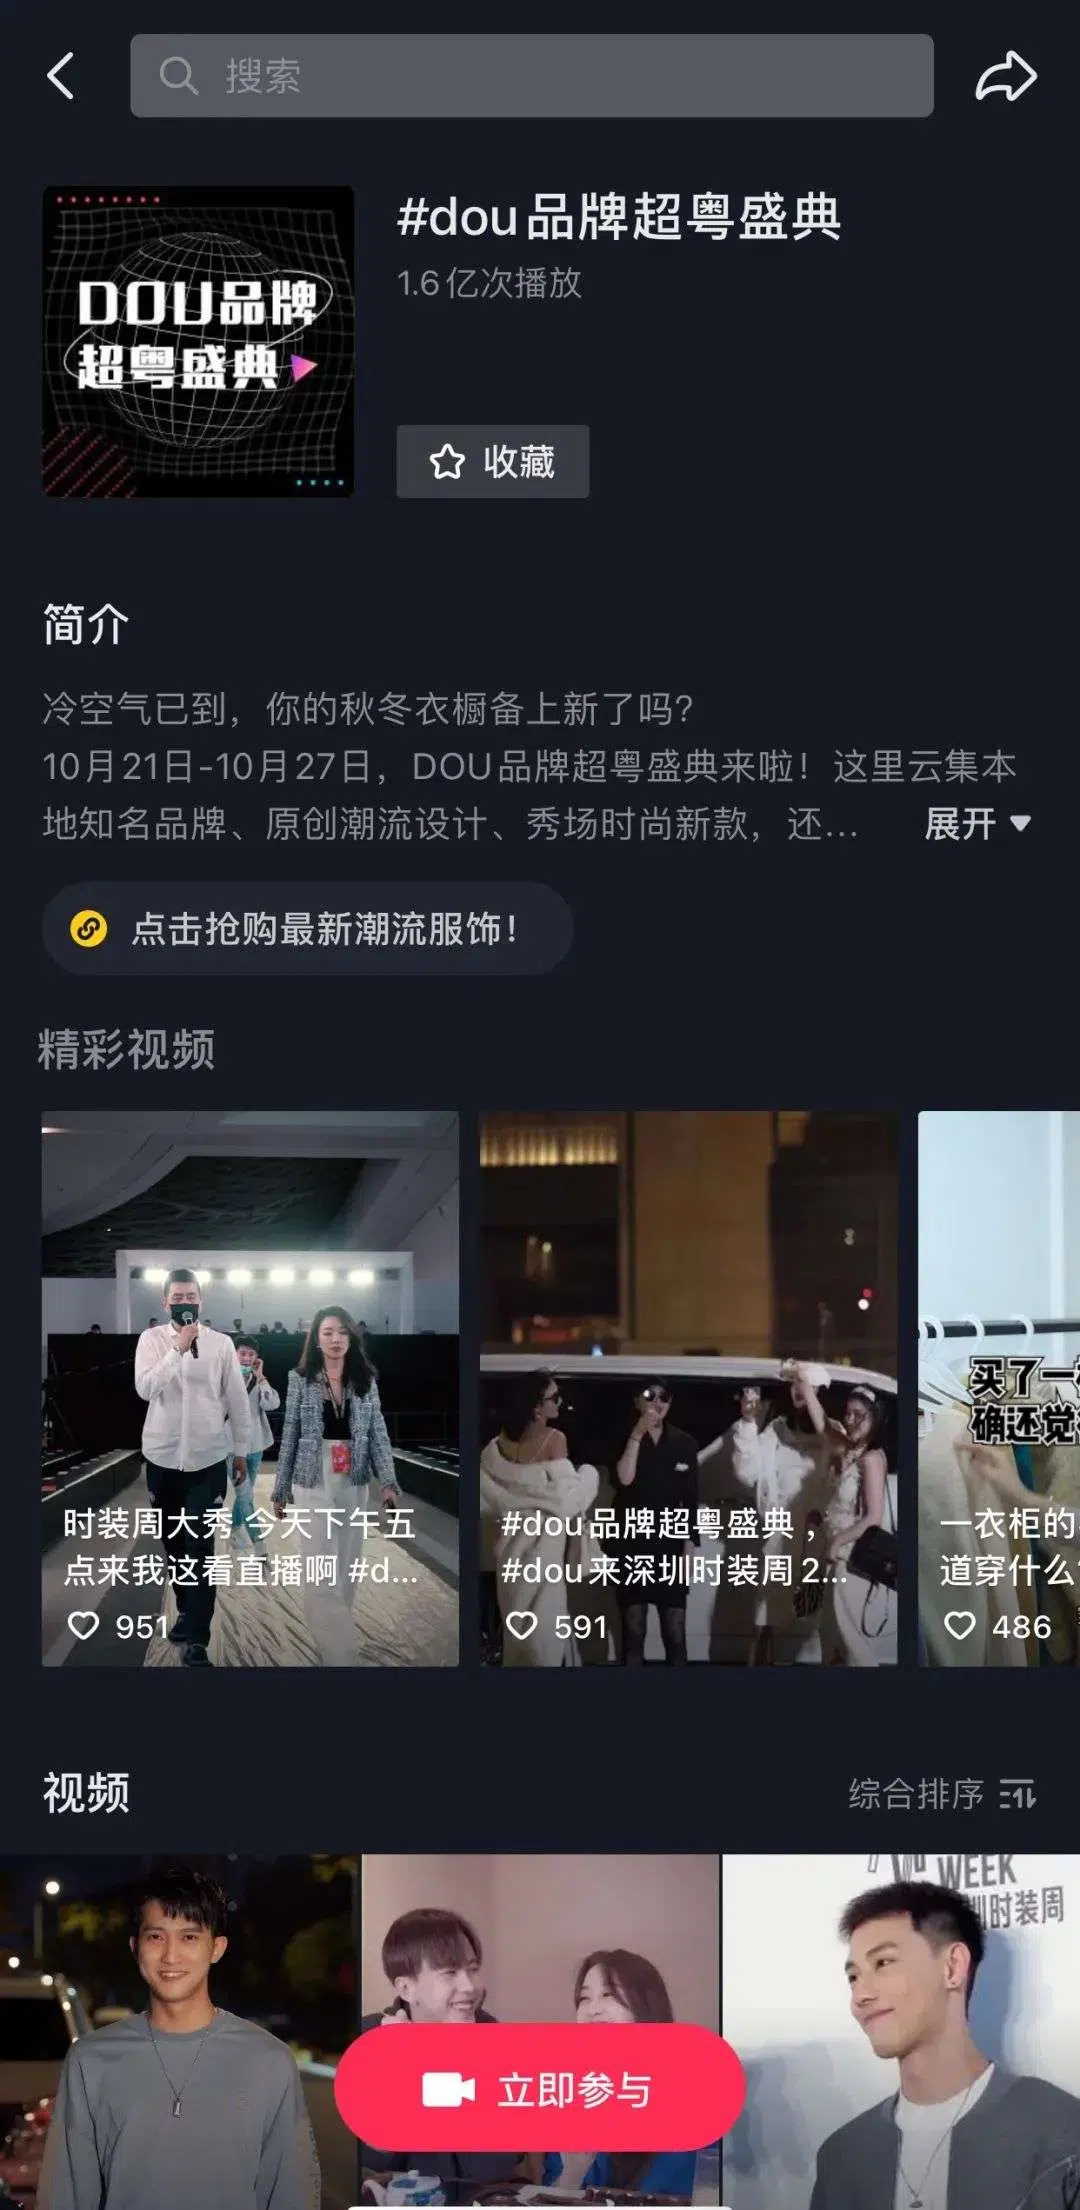 搜索
#dou品牌超粤盛典
1.6亿次播放
DOU品牌
超粤盛典
收藏
简介
冷空气已到，你的秋冬衣橱备上新了吗？
10月21日-10月27日，DOU品牌超粤盛典来啦！这里云集本
地知名品牌、原创潮流设计、秀场时尚新款，还...
展开
点击抢购最新潮流服饰！
精彩视频
时装周大秀 今天下午五
点来我这看直播啊 #d...
951
#dou品牌超粤盛典，
#dou来深圳时装周2...
591
买了一
确还觉
一衣柜的
道穿什么
486
视频
综合排序
WEEK
圳时装周
立即参与